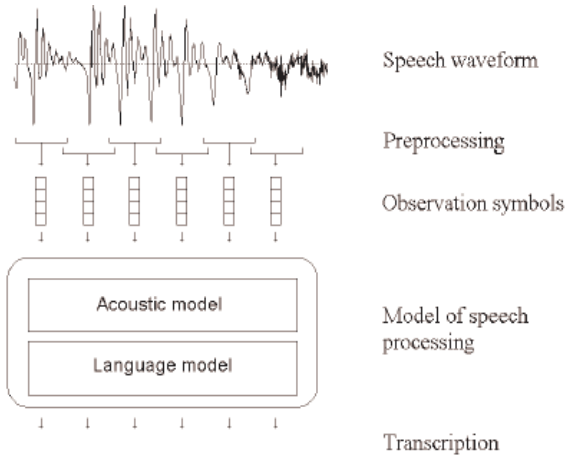 Speech waveform
Preprocessing
Observation symbols
Acoustic model
Language model
Model of speech
processing
Transcription